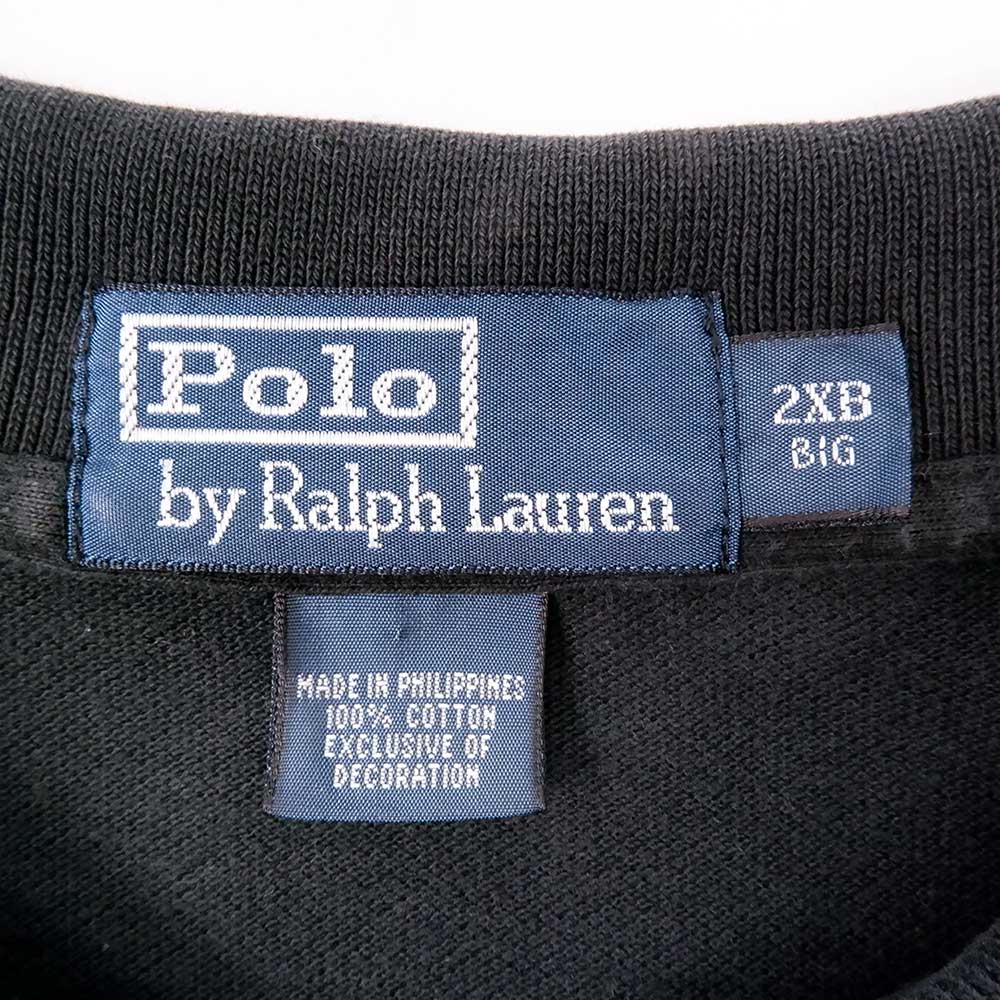 Polo
by Ralph Lauren
2XB
BIG
MADE IN PHILIPPINES
100% COTTON
EXCLUSIVE OF
DECORATION